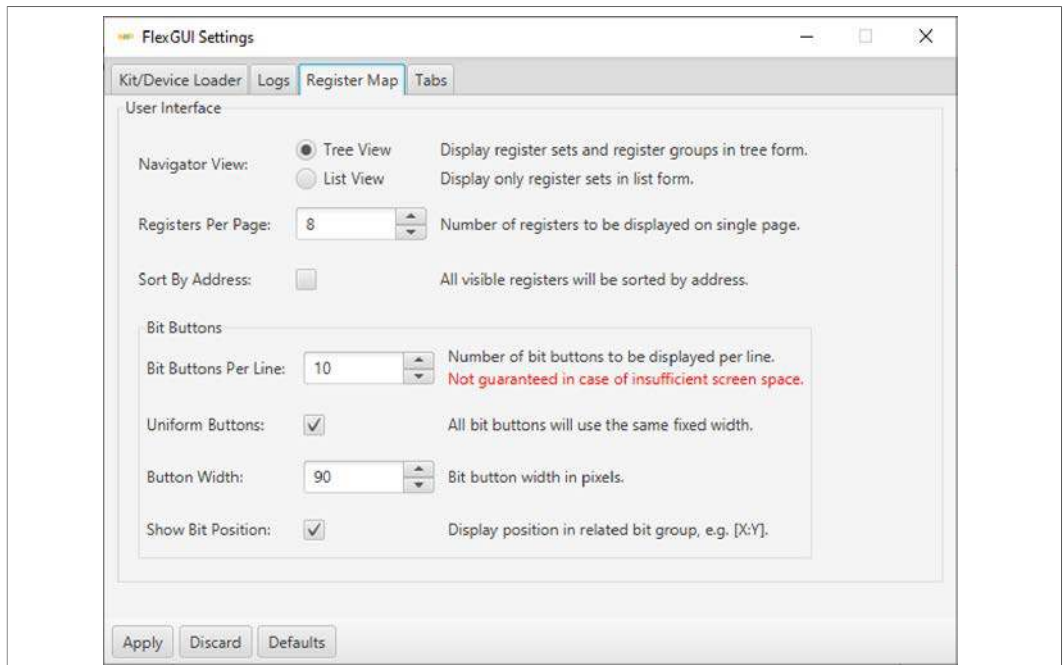 FlexGUI Settings
Kit/Device Loader Logs Register Map Tabs
User Interface
Navigator View:
Tree View Display register sets and register groups in tree form.
List View Display only register sets in list form.
Registers Per Page: 8 Number of registers to be displayed on single page.
Sort By Address: All visible registers will be sorted by address.
Bit Buttons
Bit Buttons Per Line: 10 Number of bit buttons to be displayed per line.
Not guaranteed in case of insufficient screen space.
Uniform Buttons: All bit buttons will use the same fixed width.
Button Width: 90 Bit button width in pixels.
Show Bit Position: Display position in related bit group, e.g. [X:Y].
Apply Discard Defaults